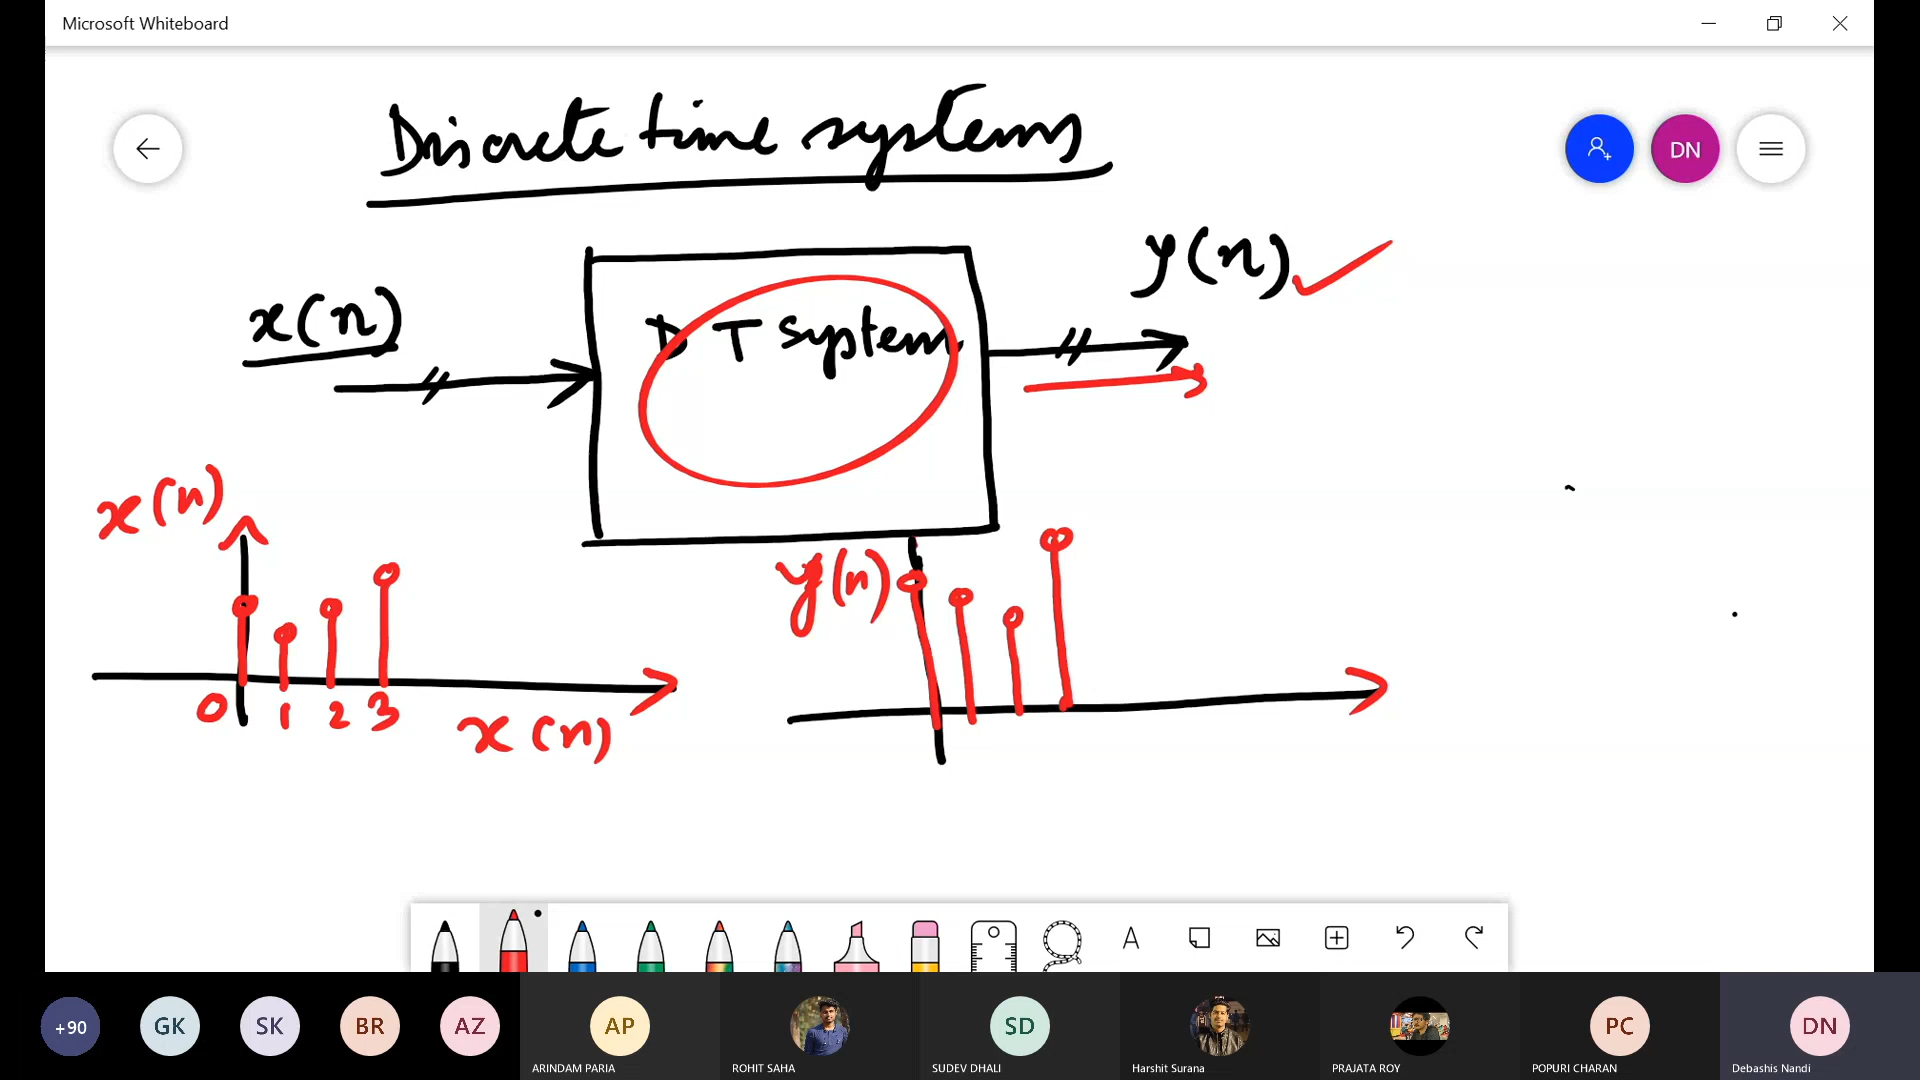 Microsoft Whiteboard
Discrete time systems
DN
y(n)
x(n)
DT system
x(n)
y(n)
0 1 2 3
x(n)
A
+90
GK
SK
BR
AZ
AP
SD
PC
DN
ARINDAM PARIA
ROHIT SAHA
SUDEV DHALI
Harshit Surana
PRAJATA ROY
POPURI CHARAN
Debashis Nandi